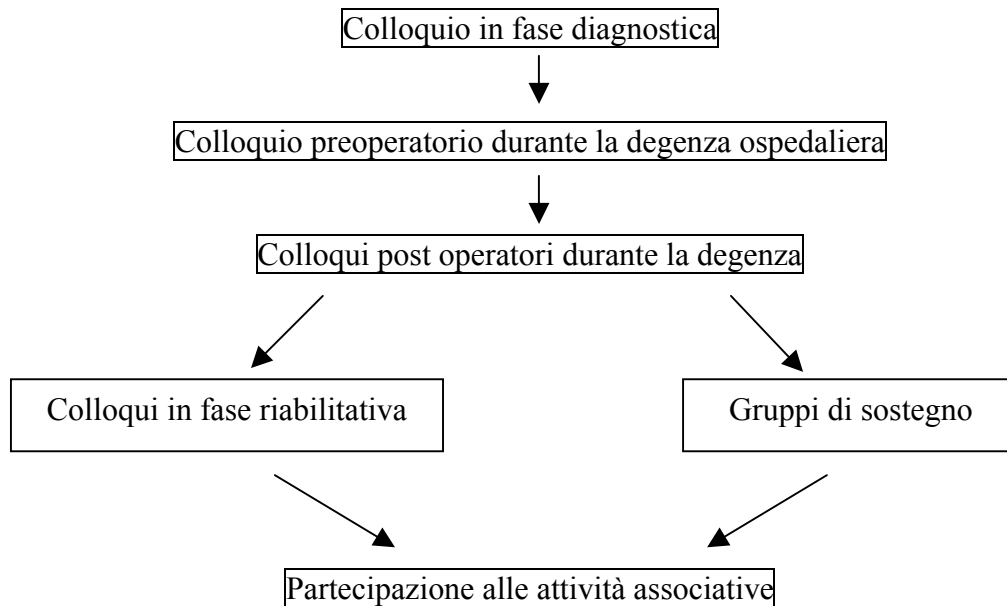 Colloquio in fase diagnostica
Colloquio preoperatorio durante la degenza ospedaliera
Colloqui post operatori durante la degenza
Colloqui in fase riabilitativa
Gruppi di sostegno
Partecipazione alle attività associative